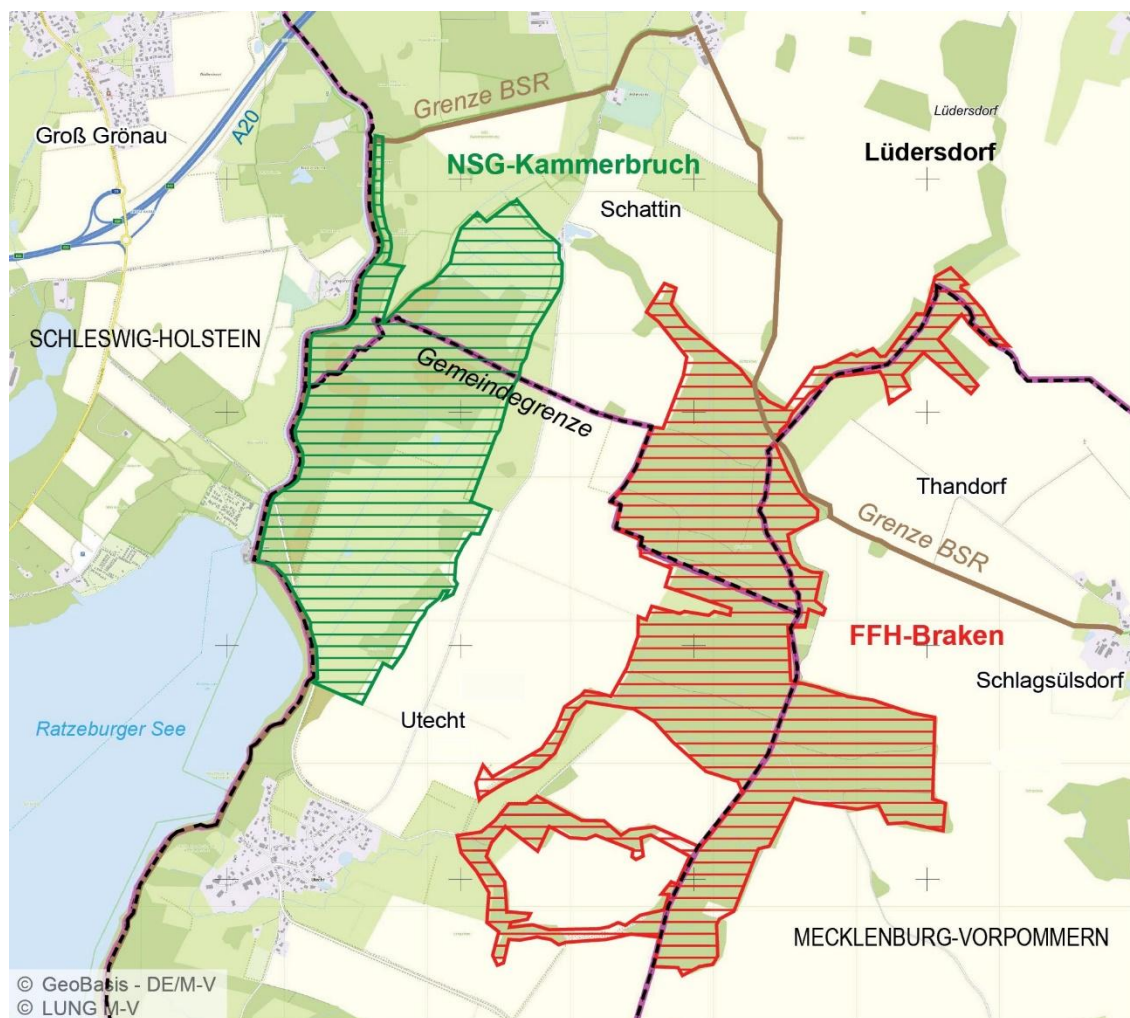 Grenze BSR
Groß Grönau
A20
Lüdersdorf
Lüdersdorf
NSG-Kammerbruch
Schattin
SCHLESWIG-HOLSTEIN
Gemeindegrenze
Thandorf
Grenze BSR
FFH-Braken
Schlagsülsdorf
Utecht
Ratzeburger See
MECKLENBURG-VORPOMMERN
© GeoBasis - DE/M-V
© LUNG M-V